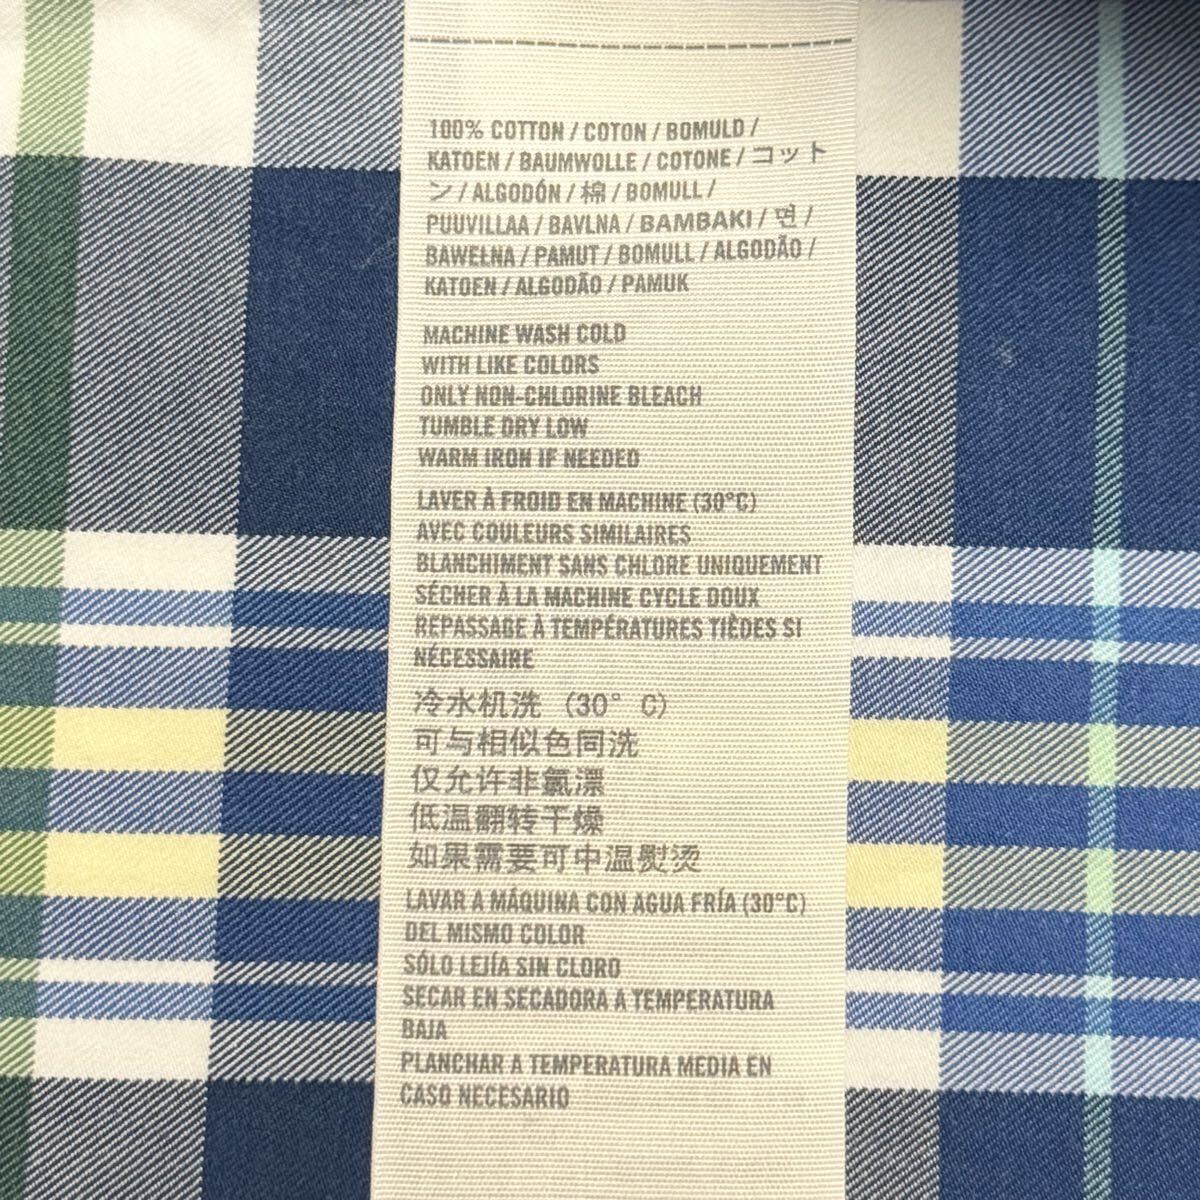 100% COTTON / COTON / BOMULD /
KATOEN / BAUMWOLLE / COTONE / コット
ン / ALGODÓN / 棉 / BOMULL /
PUUVILLAA / BAVLNA / BAMBAKI / 면 /
BAWEŁNA / PAMUT / BOMULL / ALGODÃO /
KATOEN / ALGODÃO / PAMUK
MACHINE WASH COLD
WITH LIKE COLORS
ONLY NON-CHLORINE BLEACH
TUMBLE DRY LOW
WARM IRON IF NEEDED
LAVER À FROID EN MACHINE (30°C)
AVEC COULEURS SIMILAIRES
BLANCHIMENT SANS CHLORE UNIQUEMENT
SÉCHER À LA MACHINE CYCLE DOUX
REPASSAGE À TEMPÉRATURES TIÈDES SI
NÉCESSAIRE
冷水机洗 (30° C)
可与相似色同洗
仅允许非氯漂
低温翻转干燥
如果需要可中温熨烫
LAVAR A MÁQUINA CON AGUA FRÍA (30°C)
DEL MISMO COLOR
SÓLO LEJÍA SIN CLORO
SECAR EN SECADORA A TEMPERATURA
BAJA
PLANCHAR A TEMPERATURA MEDIA EN
CASO NECESARIO